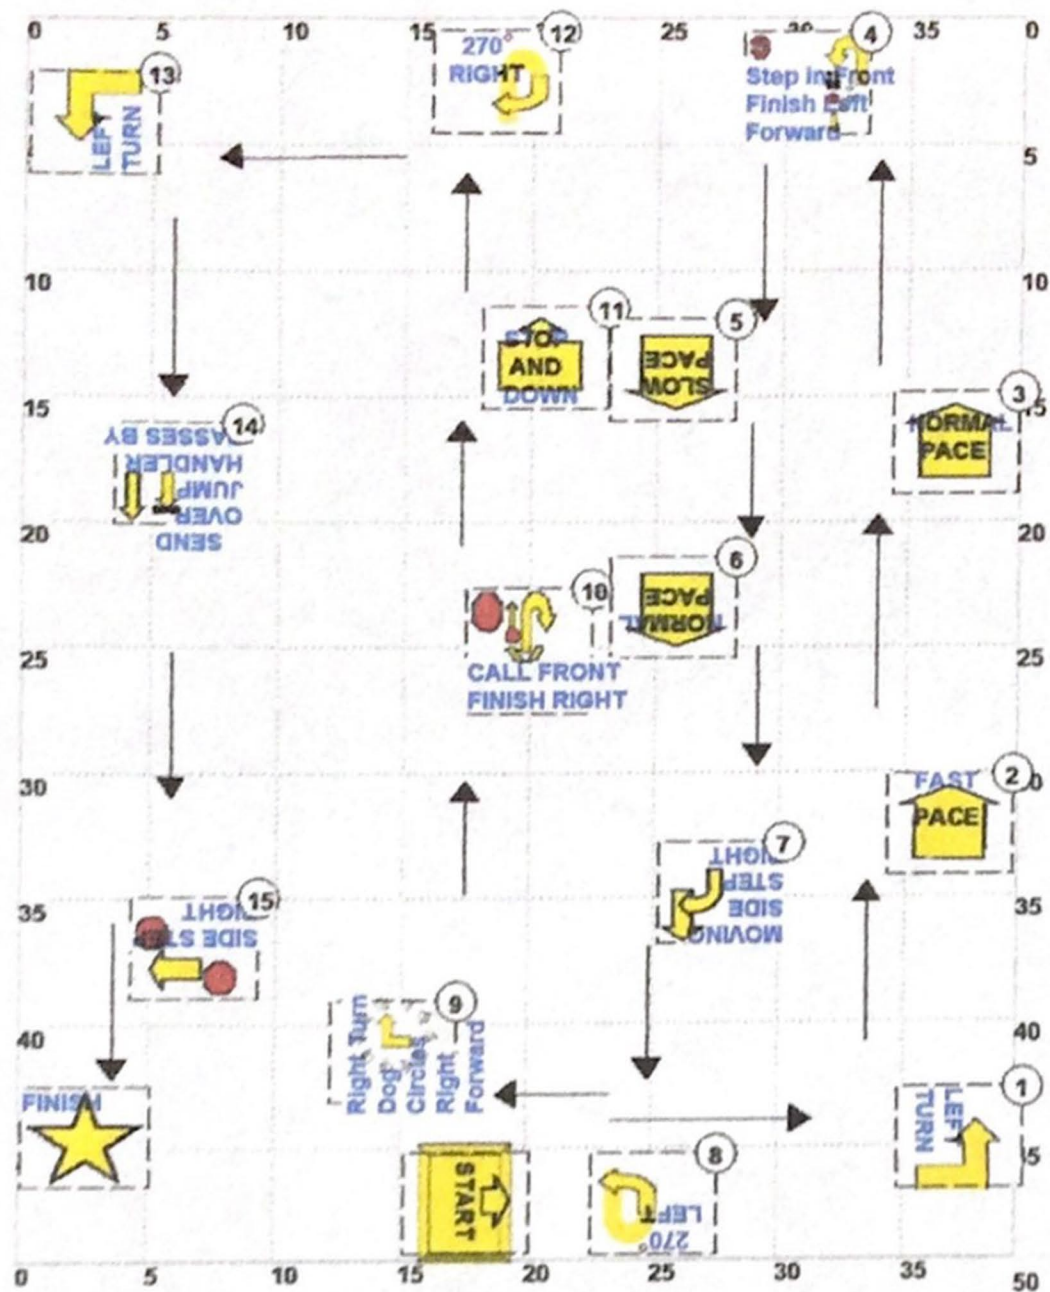 0 5 10 25 30 35 0
13
LEFT
TURN
12
270°
RIGHT
4
Step in Front
Finish Left
Forward
5
10 10
11
STOP
AND
DOWN
5
SLOW
PACE
3
NORMAL
PACE
15
14
SEND
OVER
JUMP
HANDLER
PASSES BY
20 20
6
NORMAL
PACE
10
CALL FRONT
FINISH RIGHT
25 25
30
2
FAST
PACE
7
MOVING
SIDE
STEP
RIGHT
35 35
15
SIDE STEP
RIGHT
9
Right Turn
Dog
Circles
Right
Forward
40 40
FINISH
1
LEFT
TURN
START
8
270°
LEFT
0 5 10 15 20 25 30 35 50